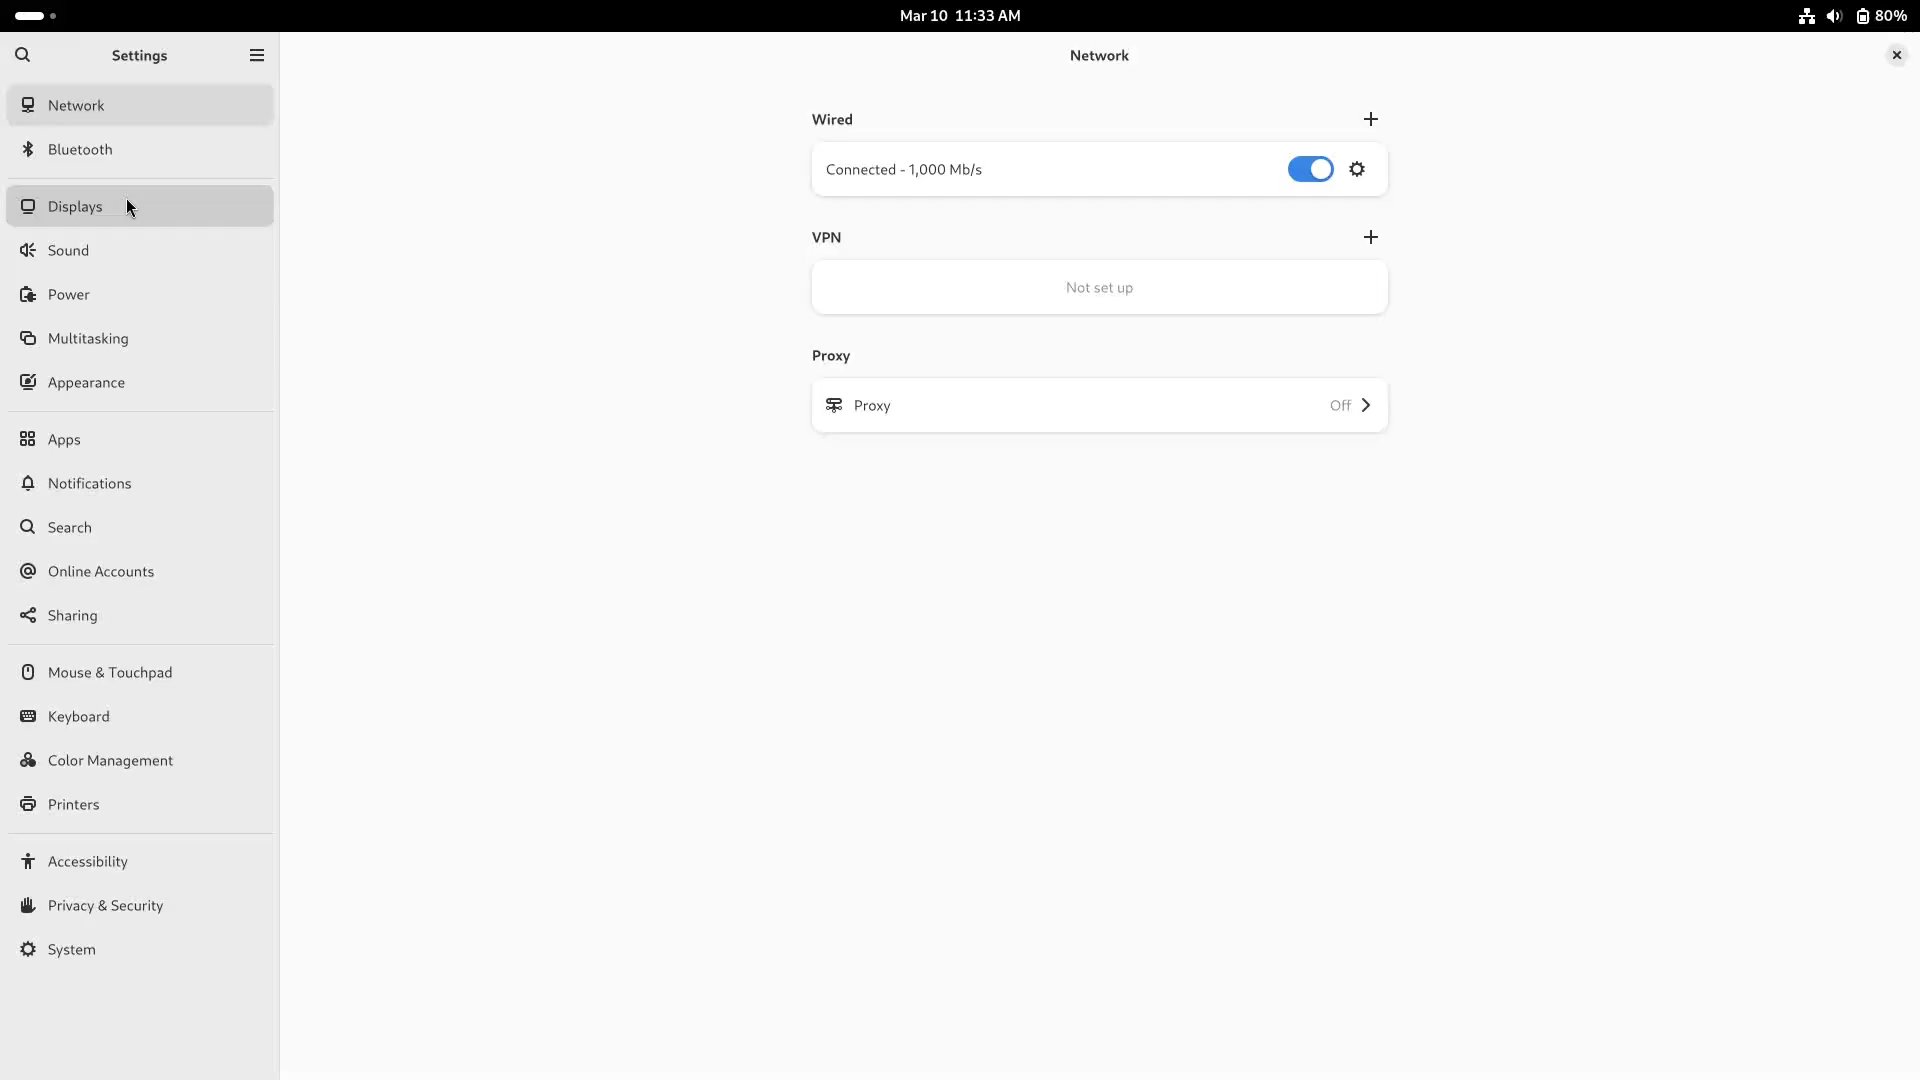 Mar 10 11:33 AM
80%
Settings
Network
Network
Bluetooth
Displays
Sound
Power
Multitasking
Appearance
Apps
Notifications
Search
Online Accounts
Sharing
Mouse & Touchpad
Keyboard
Color Management
Printers
Accessibility
Privacy & Security
System
Wired
Connected - 1,000 Mb/s
VPN
Not set up
Proxy
Proxy Off